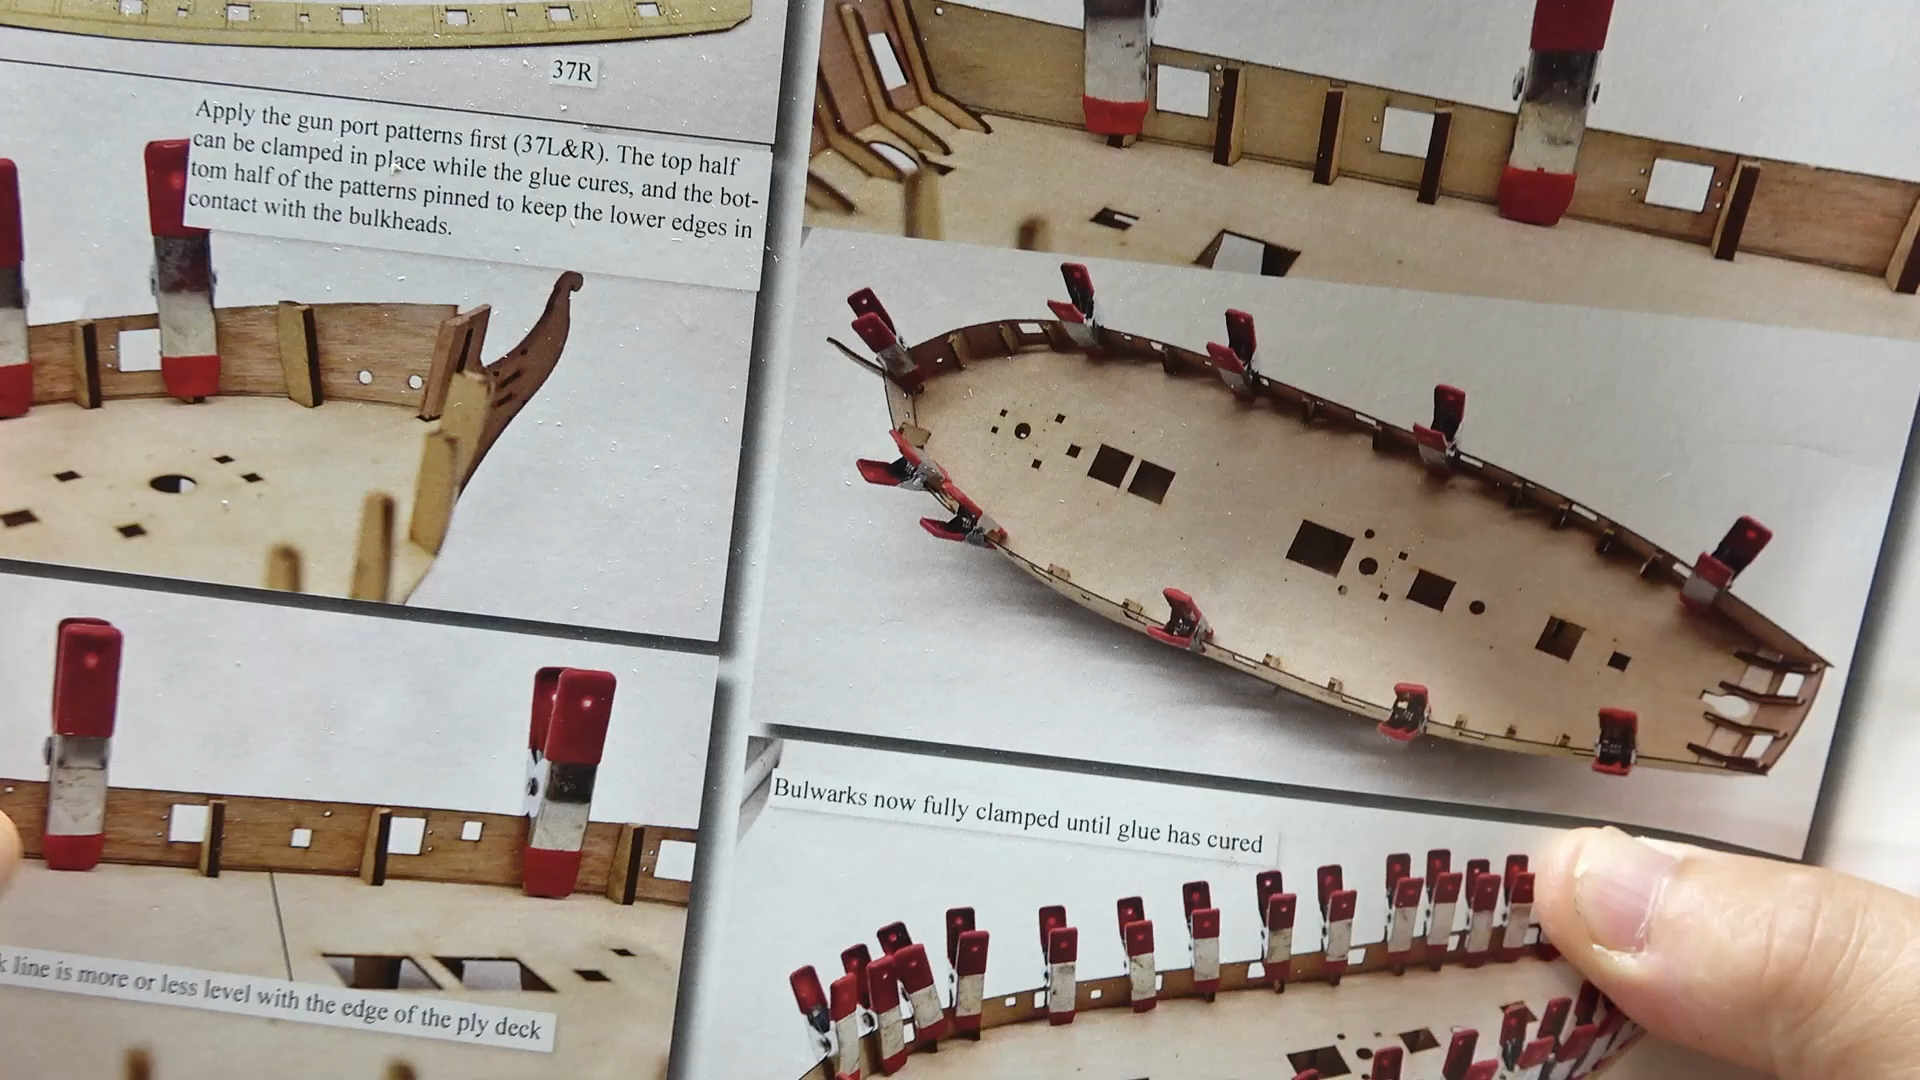 37R
Apply the gun port patterns first (37L&R). The top half
can be clamped in place while the glue cures, and the bot-
tom half of the patterns pinned to keep the lower edges in
contact with the bulkheads.
line is more or less level with the edge of the ply deck
Bulwarks now fully clamped until glue has cured